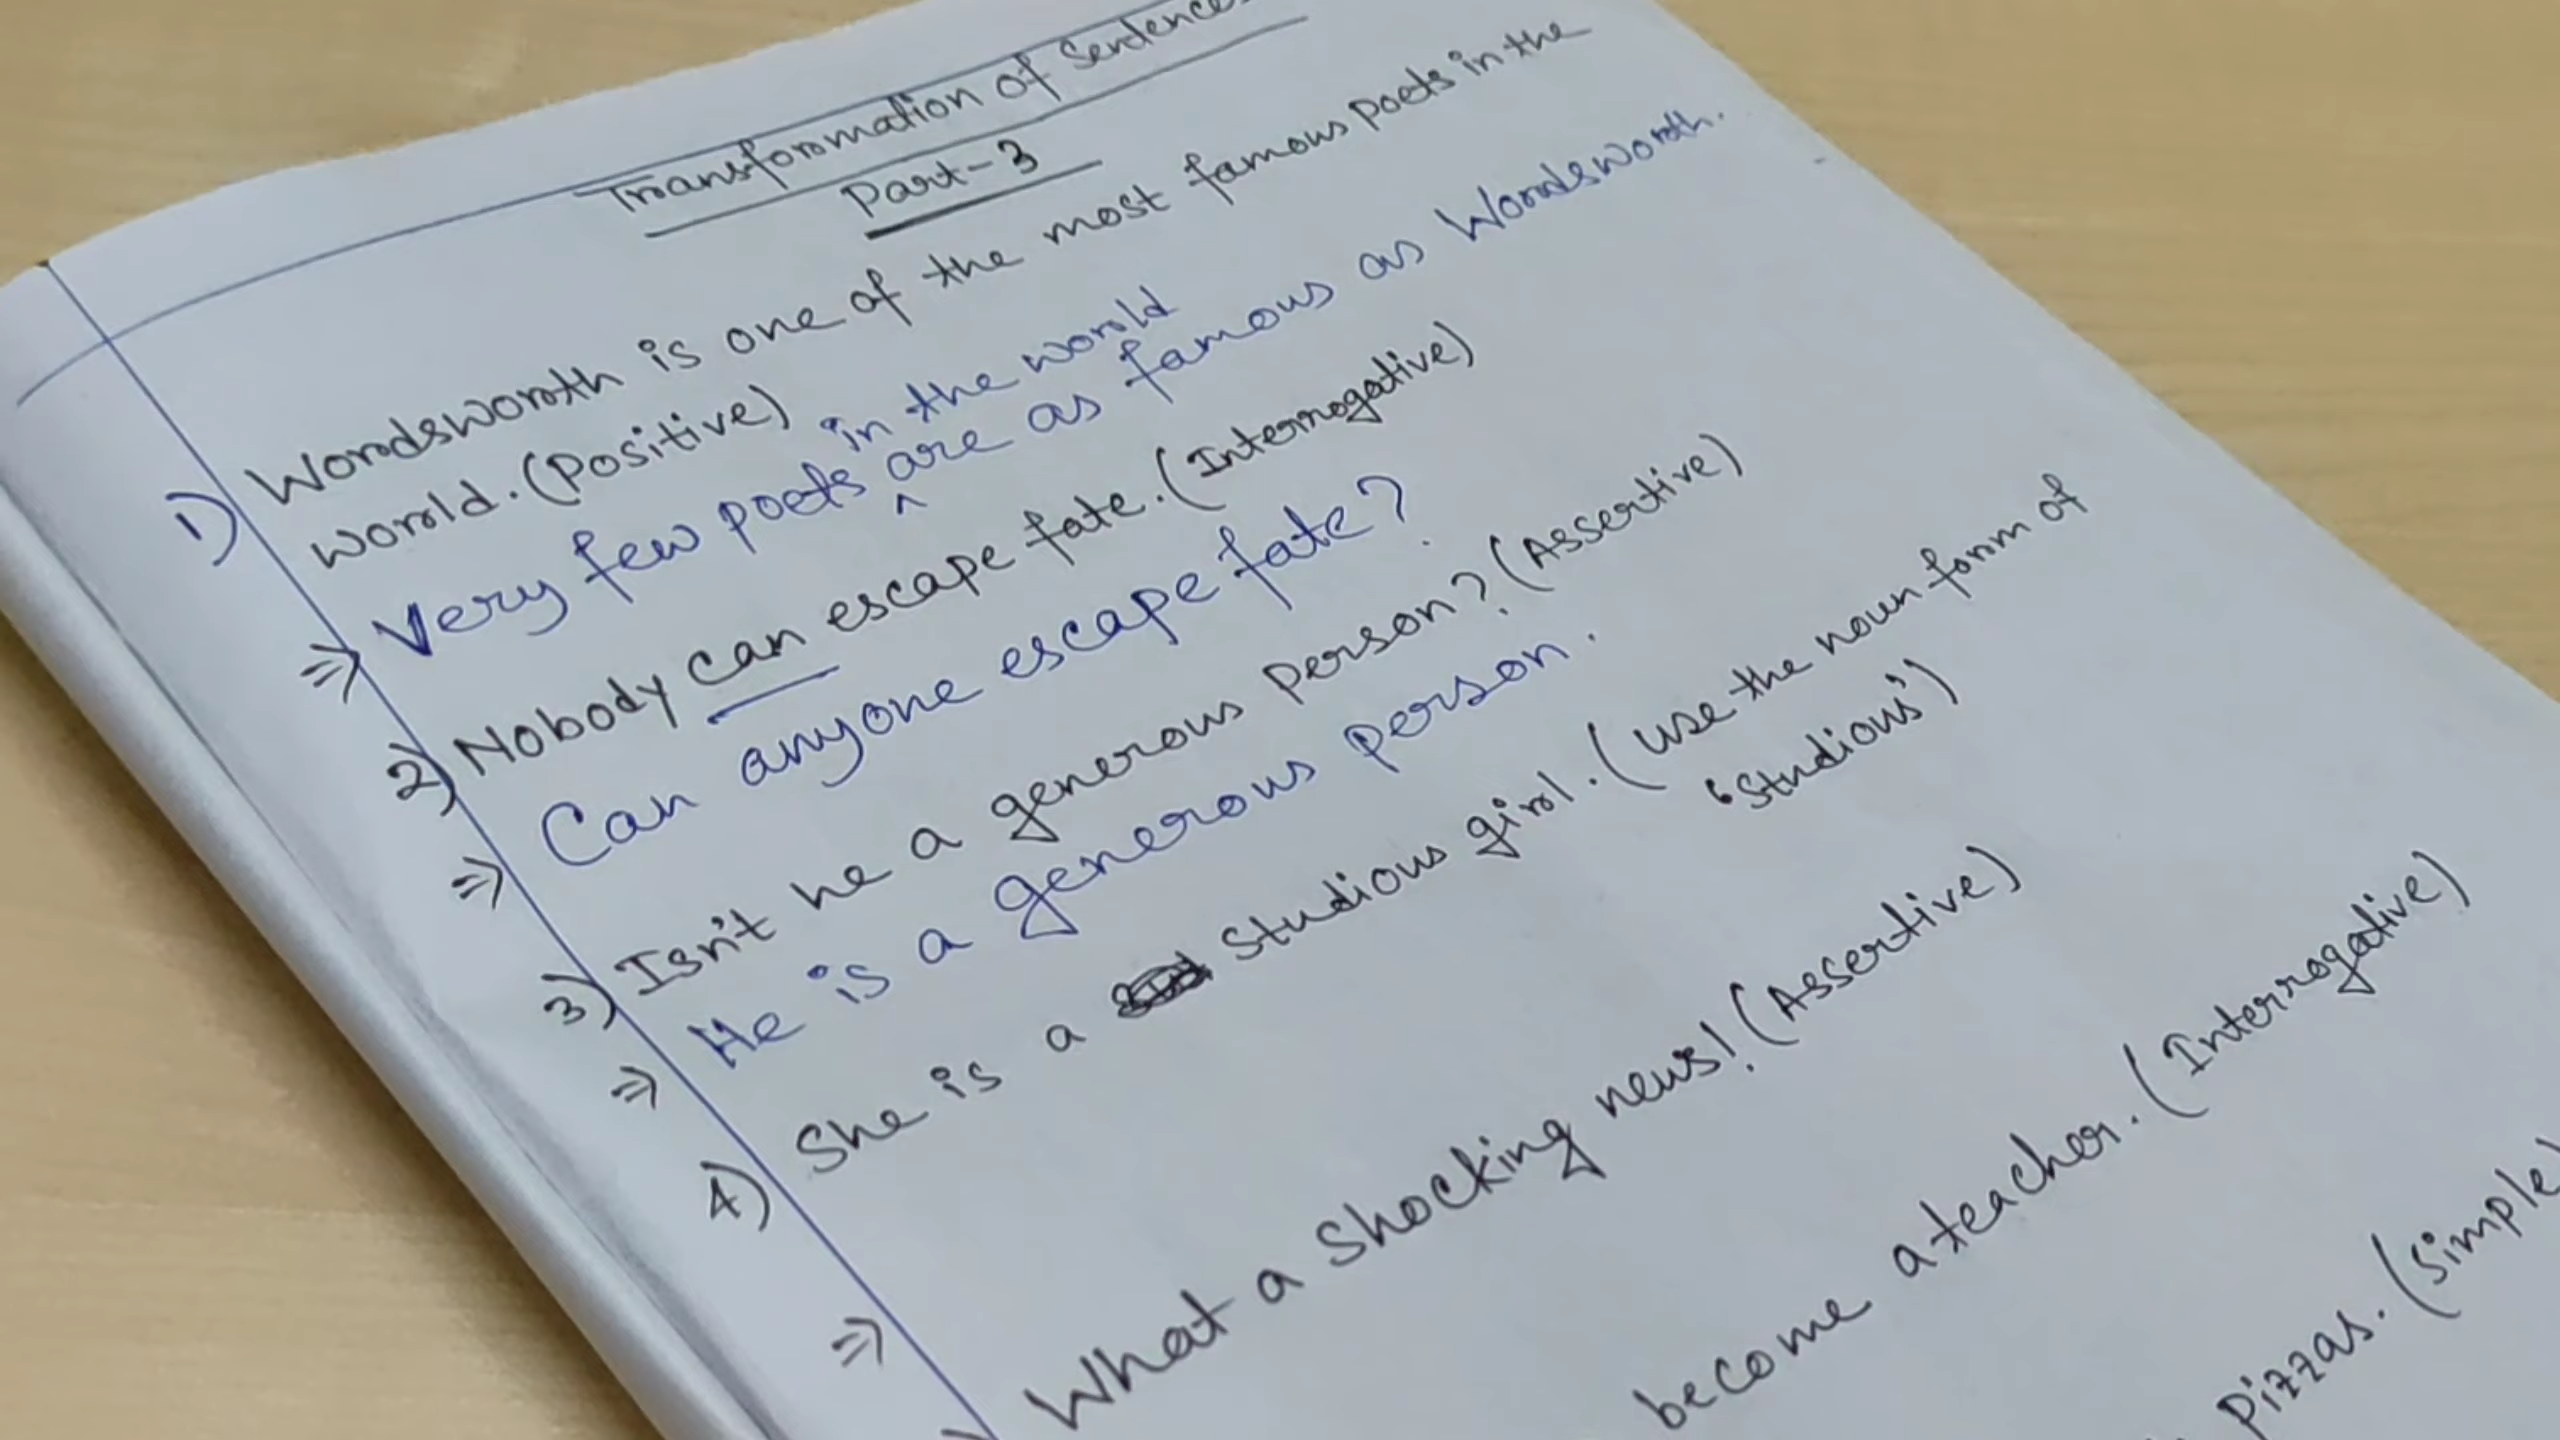 Transformation of Sentence
Part-3
1) Wordsworth is one of the most famous poets in the
world. (Positive)
in the world
⇒ Very few poets ^ are as famous as Wordsworth.
2) Nobody can escape fate. (Interrogative)
⇒ Can anyone escape fate?
3) Isn't he a generous person? (Assertive)
⇒ He is a generous person.
4) She is a studious girl. (Use the noun form of
'Studious')
⇒
What a shocking news! (Assertive)
become a teacher. (Interrogative)
pizzas. (Simple)